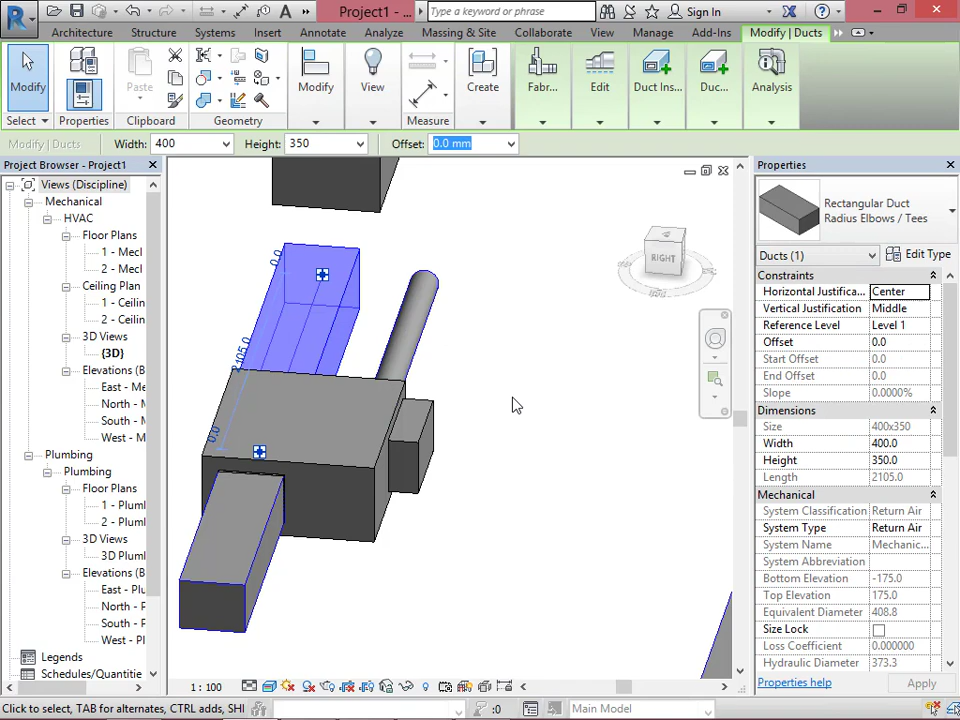 Project1 - ...
Type a keyword or phrase
Sign In
Architecture
Structure
Systems
Insert
Annotate
Analyze
Massing & Site
Collaborate
View
Manage
Add-Ins
Modify | Ducts
Modify
Properties
Paste
Modify
View
Create
Fabr...
Edit
Duct Ins...
Duc...
Analysis
Select
Properties
Clipboard
Geometry
Measure
Modify | Ducts
Width: 400
Height: 350
Offset: 0.0 mm
Project Browser - Project1
Views (Discipline)
Mechanical
HVAC
Floor Plans
1 - Mecl
2 - Mecl
Ceiling Plan
1 - Ceilin
2 - Ceilin
3D Views
{3D}
Elevations (B
East - Me
North - 
South - 
West - M
Plumbing
Plumbing
Floor Plans
1 - Plum
2 - Plum
3D Views
3D Plum
Elevations (B
East - Plu
North - P
South - P
West - Pl
Legends
Schedules/Quantitie
0.0
2105.0
0.0
RIGHT
1 : 100
Properties
Rectangular Duct
Radius Elbows / Tees
Ducts (1)
Edit Type
Constraints
Horizontal Justifica... Center
Vertical Justification Middle
Reference Level Level 1
Offset 0.0
Start Offset 0.0
End Offset 0.0
Slope 0.0000%
Dimensions
Size 400x350
Width 400.0
Height 350.0
Length 2105.0
Mechanical
System Classification Return Air
System Type Return Air
System Name Mechanic...
System Abbreviation
Bottom Elevation -175.0
Top Elevation 175.0
Equivalent Diameter 408.8
Size Lock
Loss Coefficient 0.000000
Hydraulic Diameter 373.3
Properties help
Apply
Click to select, TAB for alternates, CTRL adds, SHI
:0
Main Model